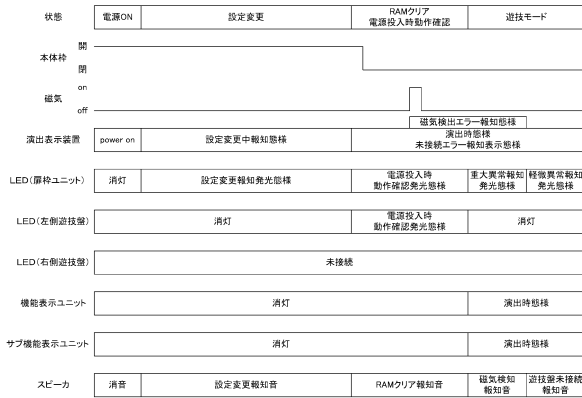 状態
電源ON
設定変更
RAMクリア
電源投入時動作確認
遊技モード
本体枠
開
閉
磁気
on
off
磁気検出エラー報知態様
演出表示装置
power on
設定変更中報知態様
演出時態様
未接続エラー報知表示態様
LED(扉枠ユニット)
消灯
設定変更報知発光態様
電源投入時
動作確認発光態様
重大異常報知
発光態様
軽微異常報知
発光態様
LED(左側遊技盤)
消灯
電源投入時
動作確認発光態様
消灯
LED(右側遊技盤)
未接続
機能表示ユニット
消灯
演出時態様
サブ機能表示ユニット
消灯
演出時態様
スピーカ
消音
設定変更報知音
RAMクリア報知音
磁気検知
報知音
遊技盤未接続
報知音